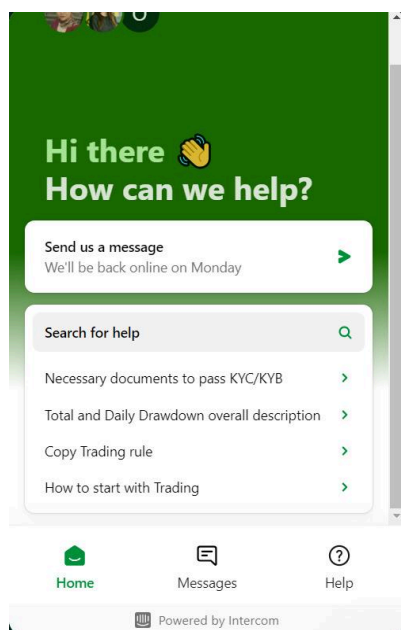 U
Hi there 👋
How can we help?
Send us a message
We'll be back online on Monday
Search for help
Necessary documents to pass KYC/KYB
Total and Daily Drawdown overall description
Copy Trading rule
How to start with Trading
Home Messages Help
Powered by Intercom